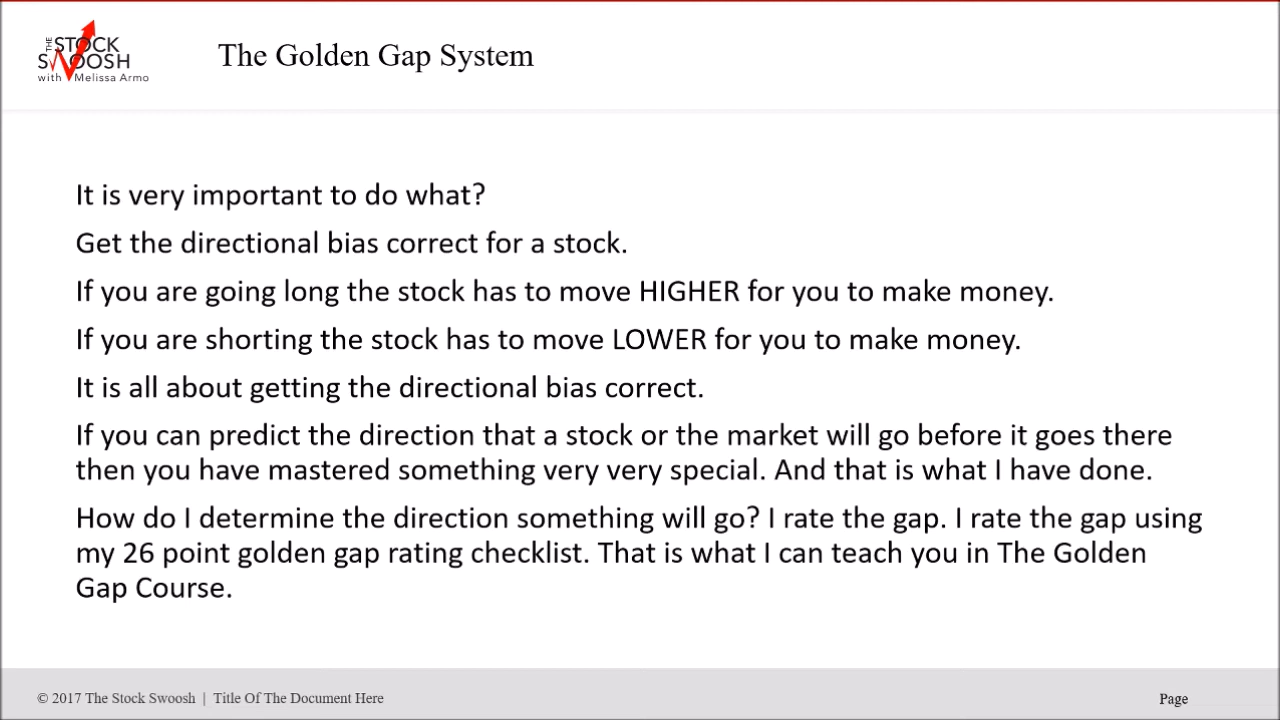 THE
STOCK
SWOOSH
with Melissa Armo
The Golden Gap System
It is very important to do what?
Get the directional bias correct for a stock.
If you are going long the stock has to move HIGHER for you to make money.
If you are shorting the stock has to move LOWER for you to make money.
It is all about getting the directional bias correct.
If you can predict the direction that a stock or the market will go before it goes there
then you have mastered something very very special. And that is what I have done.
How do I determine the direction something will go? I rate the gap. I rate the gap using
my 26 point golden gap rating checklist. That is what I can teach you in The Golden
Gap Course.
© 2017 The Stock Swoosh | Title Of The Document Here
Page